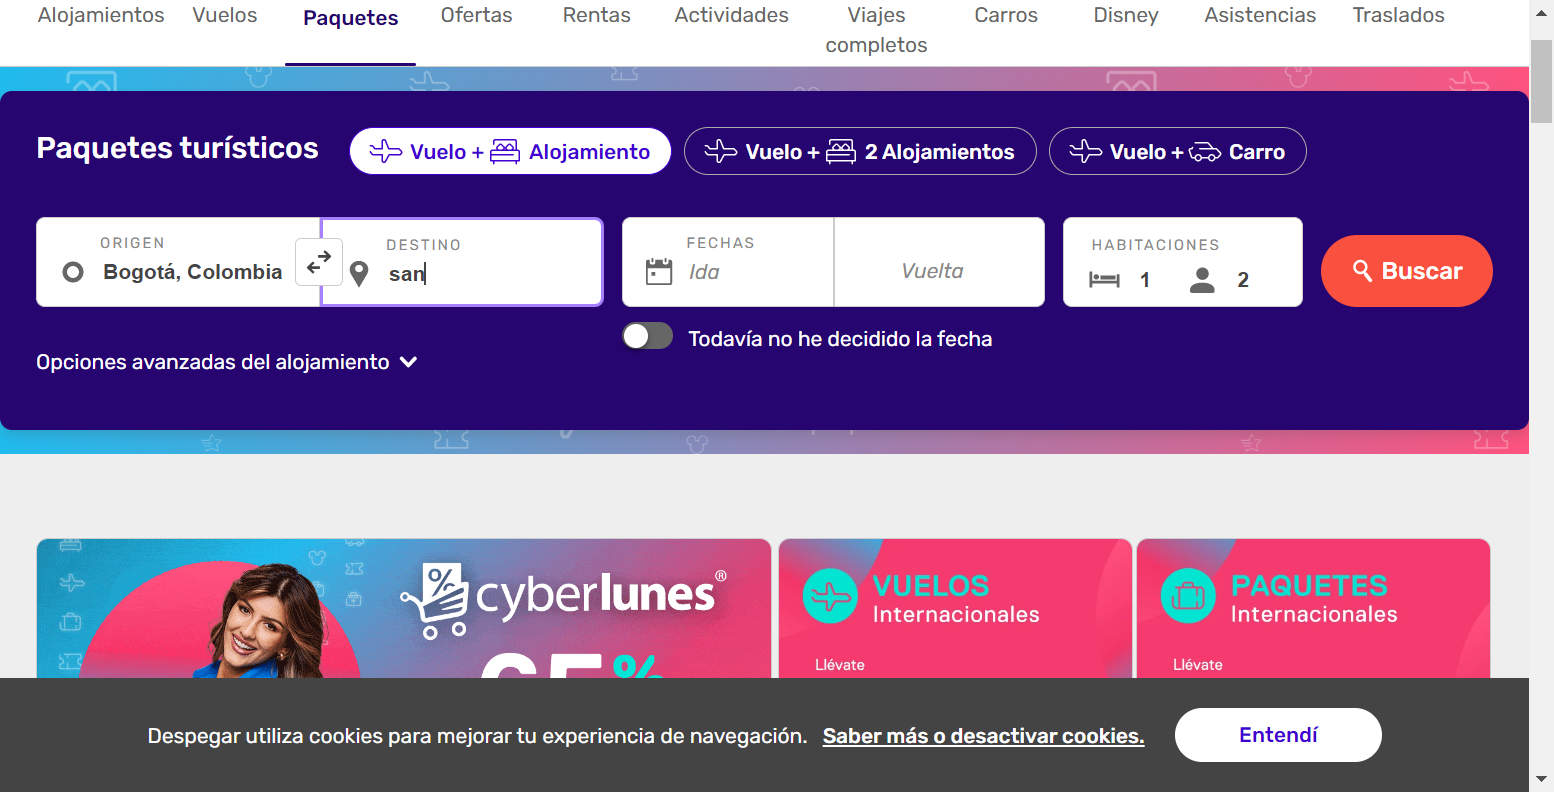 Alojamientos Vuelos Paquetes Ofertas Rentas Actividades Viajes completos Carros Disney Asistencias Traslados
Paquetes turísticos
Vuelo + Alojamiento
Vuelo + 2 Alojamientos
Vuelo + Carro
ORIGEN
Bogotá, Colombia
DESTINO
san
FECHAS
Ida
Vuelta
HABITACIONES
1 2
Buscar
Todavía no he decidido la fecha
Opciones avanzadas del alojamiento
% cyberlunes®
65%
VUELOS
Internacionales
Llévate
PAQUETES
Internacionales
Llévate
Despegar utiliza cookies para mejorar tu experiencia de navegación. Saber más o desactivar cookies.
Entendí